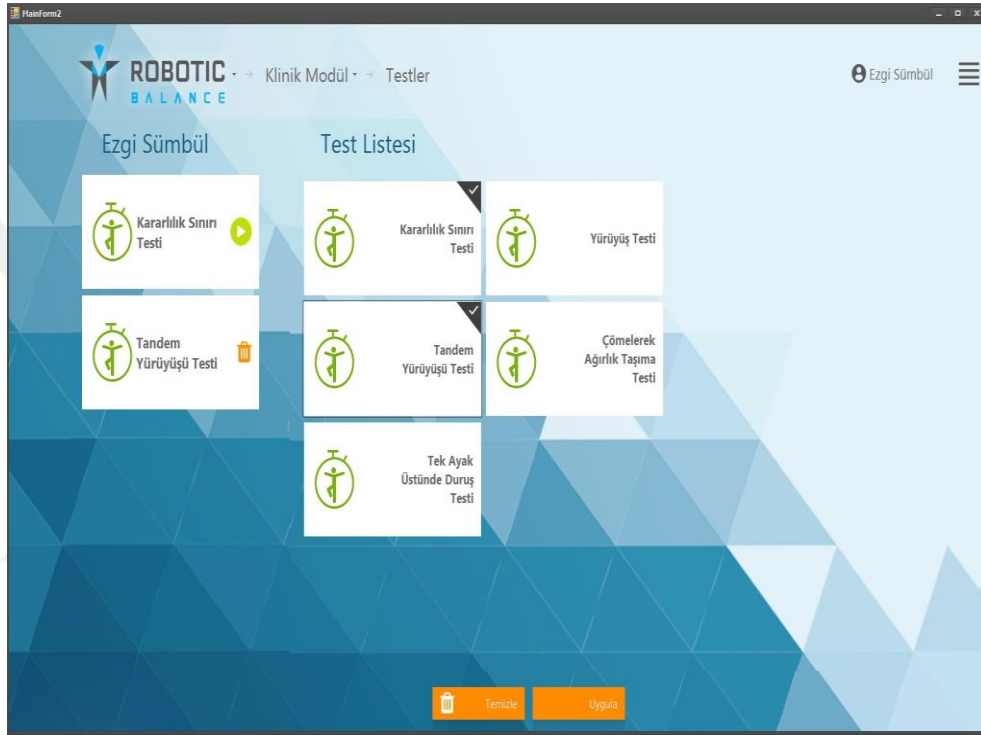 MainForm2
ROBOTIC
BALANCE
Klinik Modül
Testler
Ezgi Sümbül
Ezgi Sümbül
Test Listesi
Kararlılık Sınırı
Testi
Tandem
Yürüyüşü Testi
Kararlılık Sınırı
Testi
Yürüyüş Testi
Tandem
Yürüyüşü Testi
Çömelerek
Ağırlık Taşıma
Testi
Tek Ayak
Üstünde Duruş
Testi
Temizle
Uygula